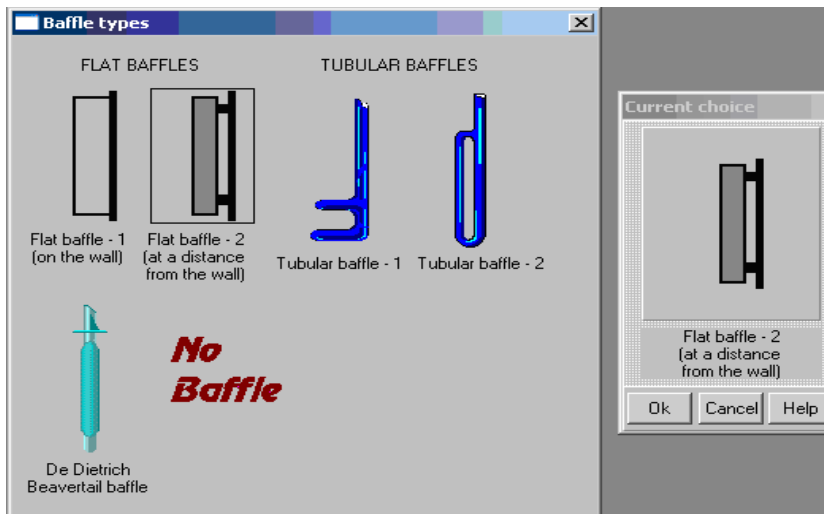 Baffle types
FLAT BAFFLES
TUBULAR BAFFLES
Flat baffle - 1
(on the wall)
Flat baffle - 2
(at a distance
from the wall)
Tubular baffle - 1
Tubular baffle - 2
De Dietrich
Beavertail baffle
No
Baffle
Current choice
Flat baffle - 2
(at a distance
from the wall)
Ok
Cancel
Help